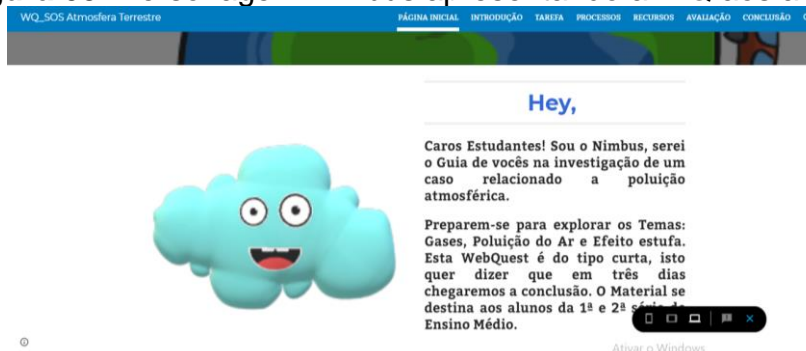 WQ_SOS Atmosfera Terrestre
PÁGINA INICIAL INTRODUÇÃO TAREFA PROCESSOS RECURSOS AVALIAÇÃO CONCLUSÃO
Hey,
Caros Estudantes! Sou o Nimbus, serei
o Guia de vocês na investigação de um
caso relacionado a poluição
atmosférica.
Preparem-se para explorar os Temas:
Gases, Poluição do Ar e Efeito estufa.
Esta WebQuest é do tipo curta, isto
quer dizer que em três dias
chegaremos a conclusão. O Material se
destina aos alunos da 1ª e 2ª série do
Ensino Médio.
Ativar o Windows